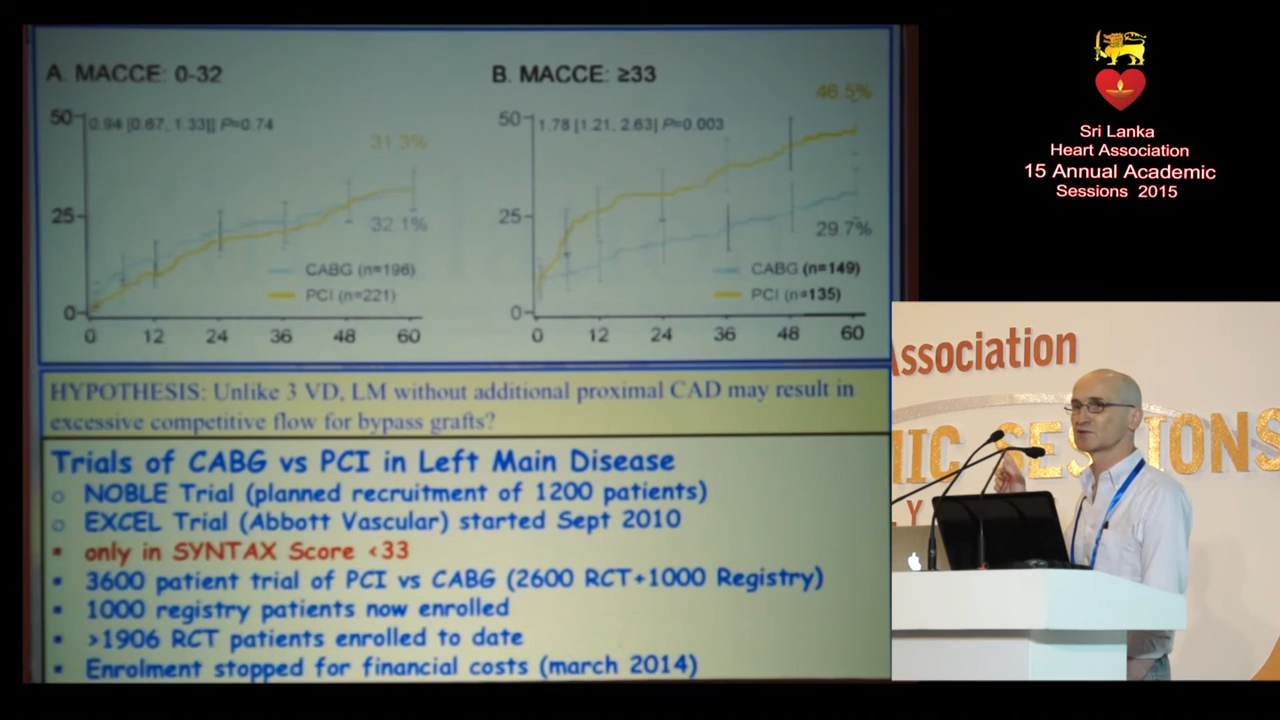 A. MACCE: 0-32
50
0.94 [0.67, 1.33]] P=0.74
31.3%
25
32.1%
CABG (n=196)
PCI (n=221)
0
0 12 24 36 48 60
B. MACCE: ≥33
46.5%
50
1.78 [1.21, 2.63] P=0.003
25
29.7%
CABG (n=149)
PCI (n=135)
0
0 12 24 36 48 60
HYPOTHESIS: Unlike 3 VD, LM without additional proximal CAD may result in
excessive competitive flow for bypass grafts?
Trials of CABG vs PCI in Left Main Disease
o NOBLE Trial (planned recruitment of 1200 patients)
o EXCEL Trial (Abbott Vascular) started Sept 2010
▪ only in SYNTAX Score <33
▪ 3600 patient trial of PCI vs CABG (2600 RCT+1000 Registry)
▪ 1000 registry patients now enrolled
▪ >1906 RCT patients enrolled to date
▪ Enrolment stopped for financial costs (march 2014)
Sri Lanka
Heart Association
15 Annual Academic
Sessions 2015
Association
MIC SESSIONS
LY